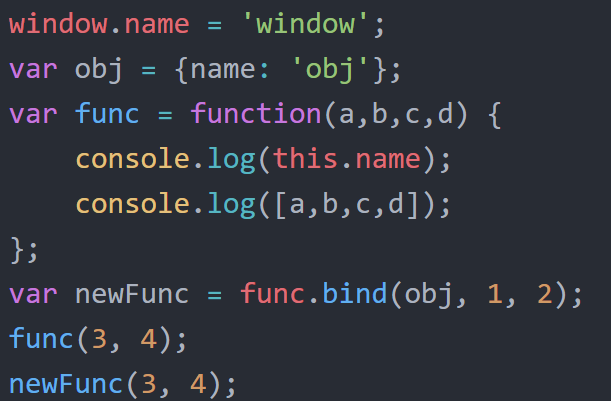 window.name = 'window';
var obj = {name: 'obj'};
var func = function(a,b,c,d) {
    console.log(this.name);
    console.log([a,b,c,d]);
};
var newFunc = func.bind(obj, 1, 2);
func(3, 4);
newFunc(3, 4);